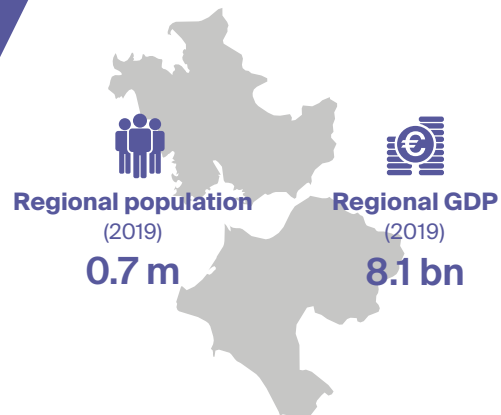 Regional population
(2019)
0.7 m
€
Regional GDP
(2019)
8.1 bn